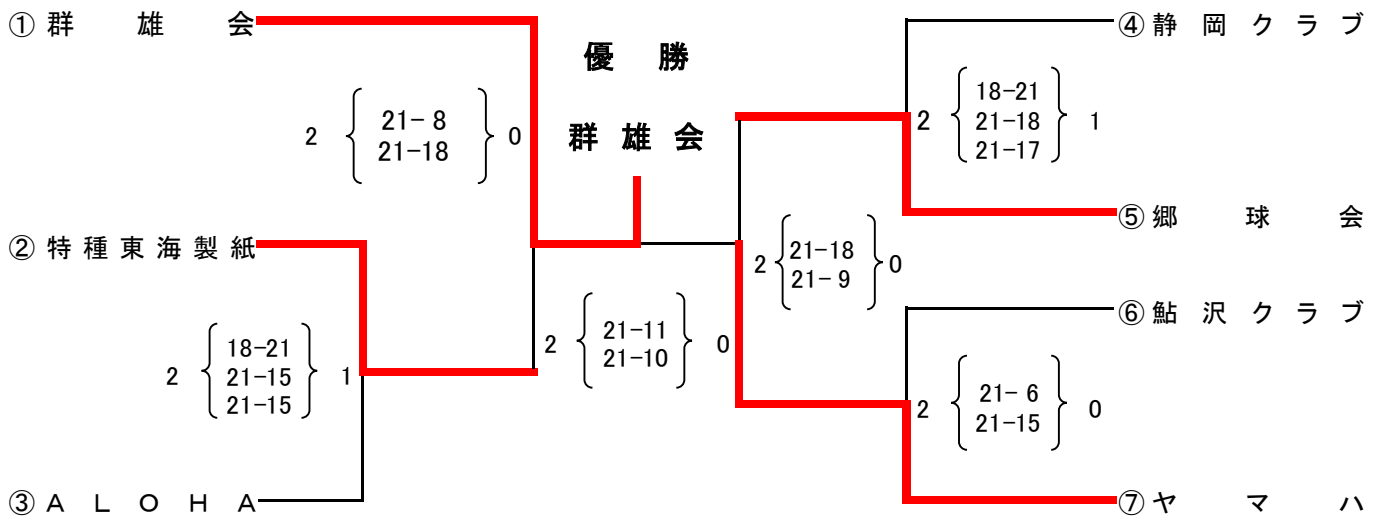 ① 群雄会
④ 静岡クラブ
優勝
群雄会
2 { 21-8 21-18 } 0
2 { 18-21 21-18 21-17 } 1
② 特種東海製紙
⑤ 郷球会
2 { 21-18 21-9 } 0
⑥ 鮎沢クラブ
2 { 18-21 21-15 21-15 } 1
2 { 21-11 21-10 } 0
2 { 21-6 21-15 } 0
③ ALOHA
⑦ ヤマハ